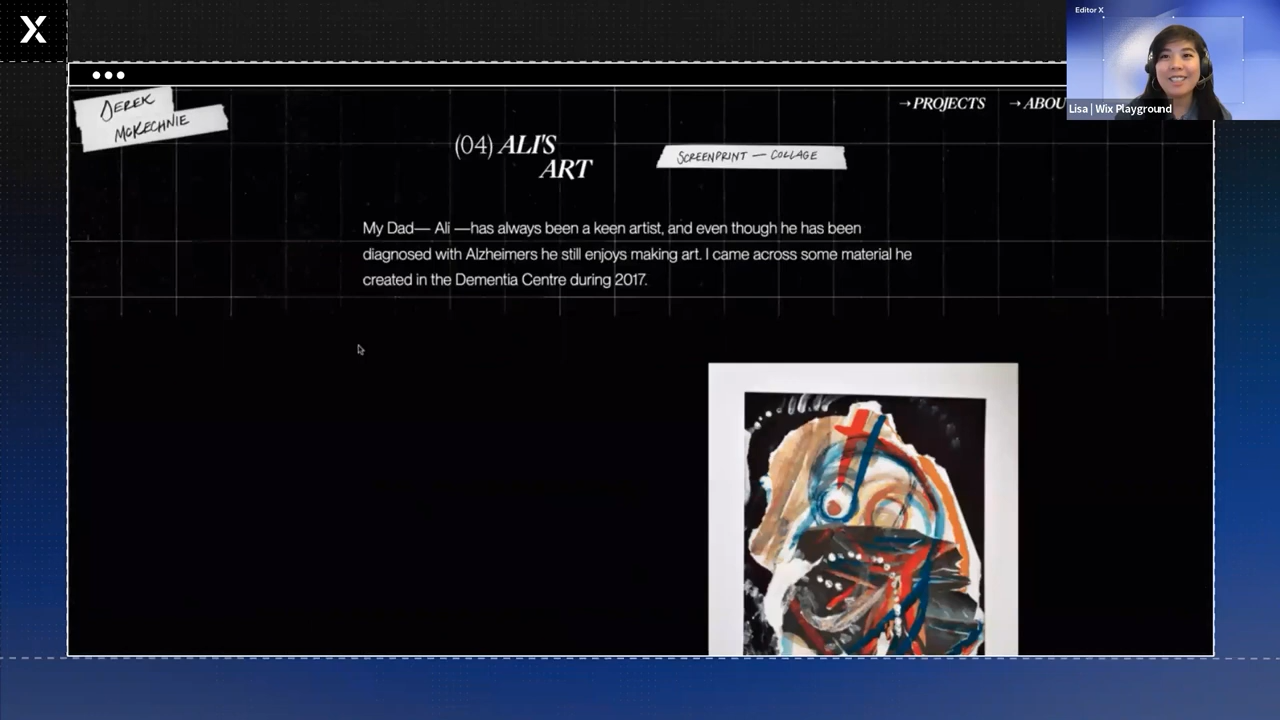 Editor X
Lisa | Wix Playground
DEREK
McKECHNIE
→PROJECTS →ABOU
(04) ALI'S
ART
SCREENPRINT — COLLAGE
My Dad— Ali —has always been a keen artist, and even though he has been
diagnosed with Alzheimers he still enjoys making art. I came across some material he
created in the Dementia Centre during 2017.